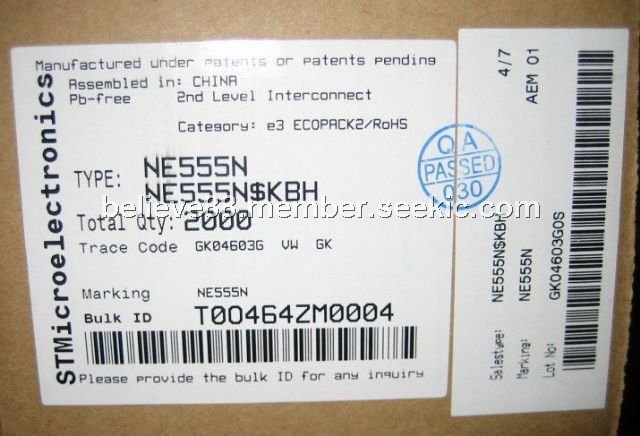 STMicroelectronics
Manufactured under patents or patents pending
Assembled in: CHINA
Pb-free 2nd Level Interconnect
Category: e3 ECOPACK2/RoHS
TYPE: NE555N
NE555N$KBH
Total Qty: 2000
Trace Code GK04603G VW GK
Marking NE555N
Bulk ID T00464ZM0004
Please provide the bulk ID for any inquiry
QA
PASSED
030
believe88.member.seekic.com
4/7
AEM 01
Salestype: NE555N$KBH
Marking: NE555N
Lot No: GK04603G0S